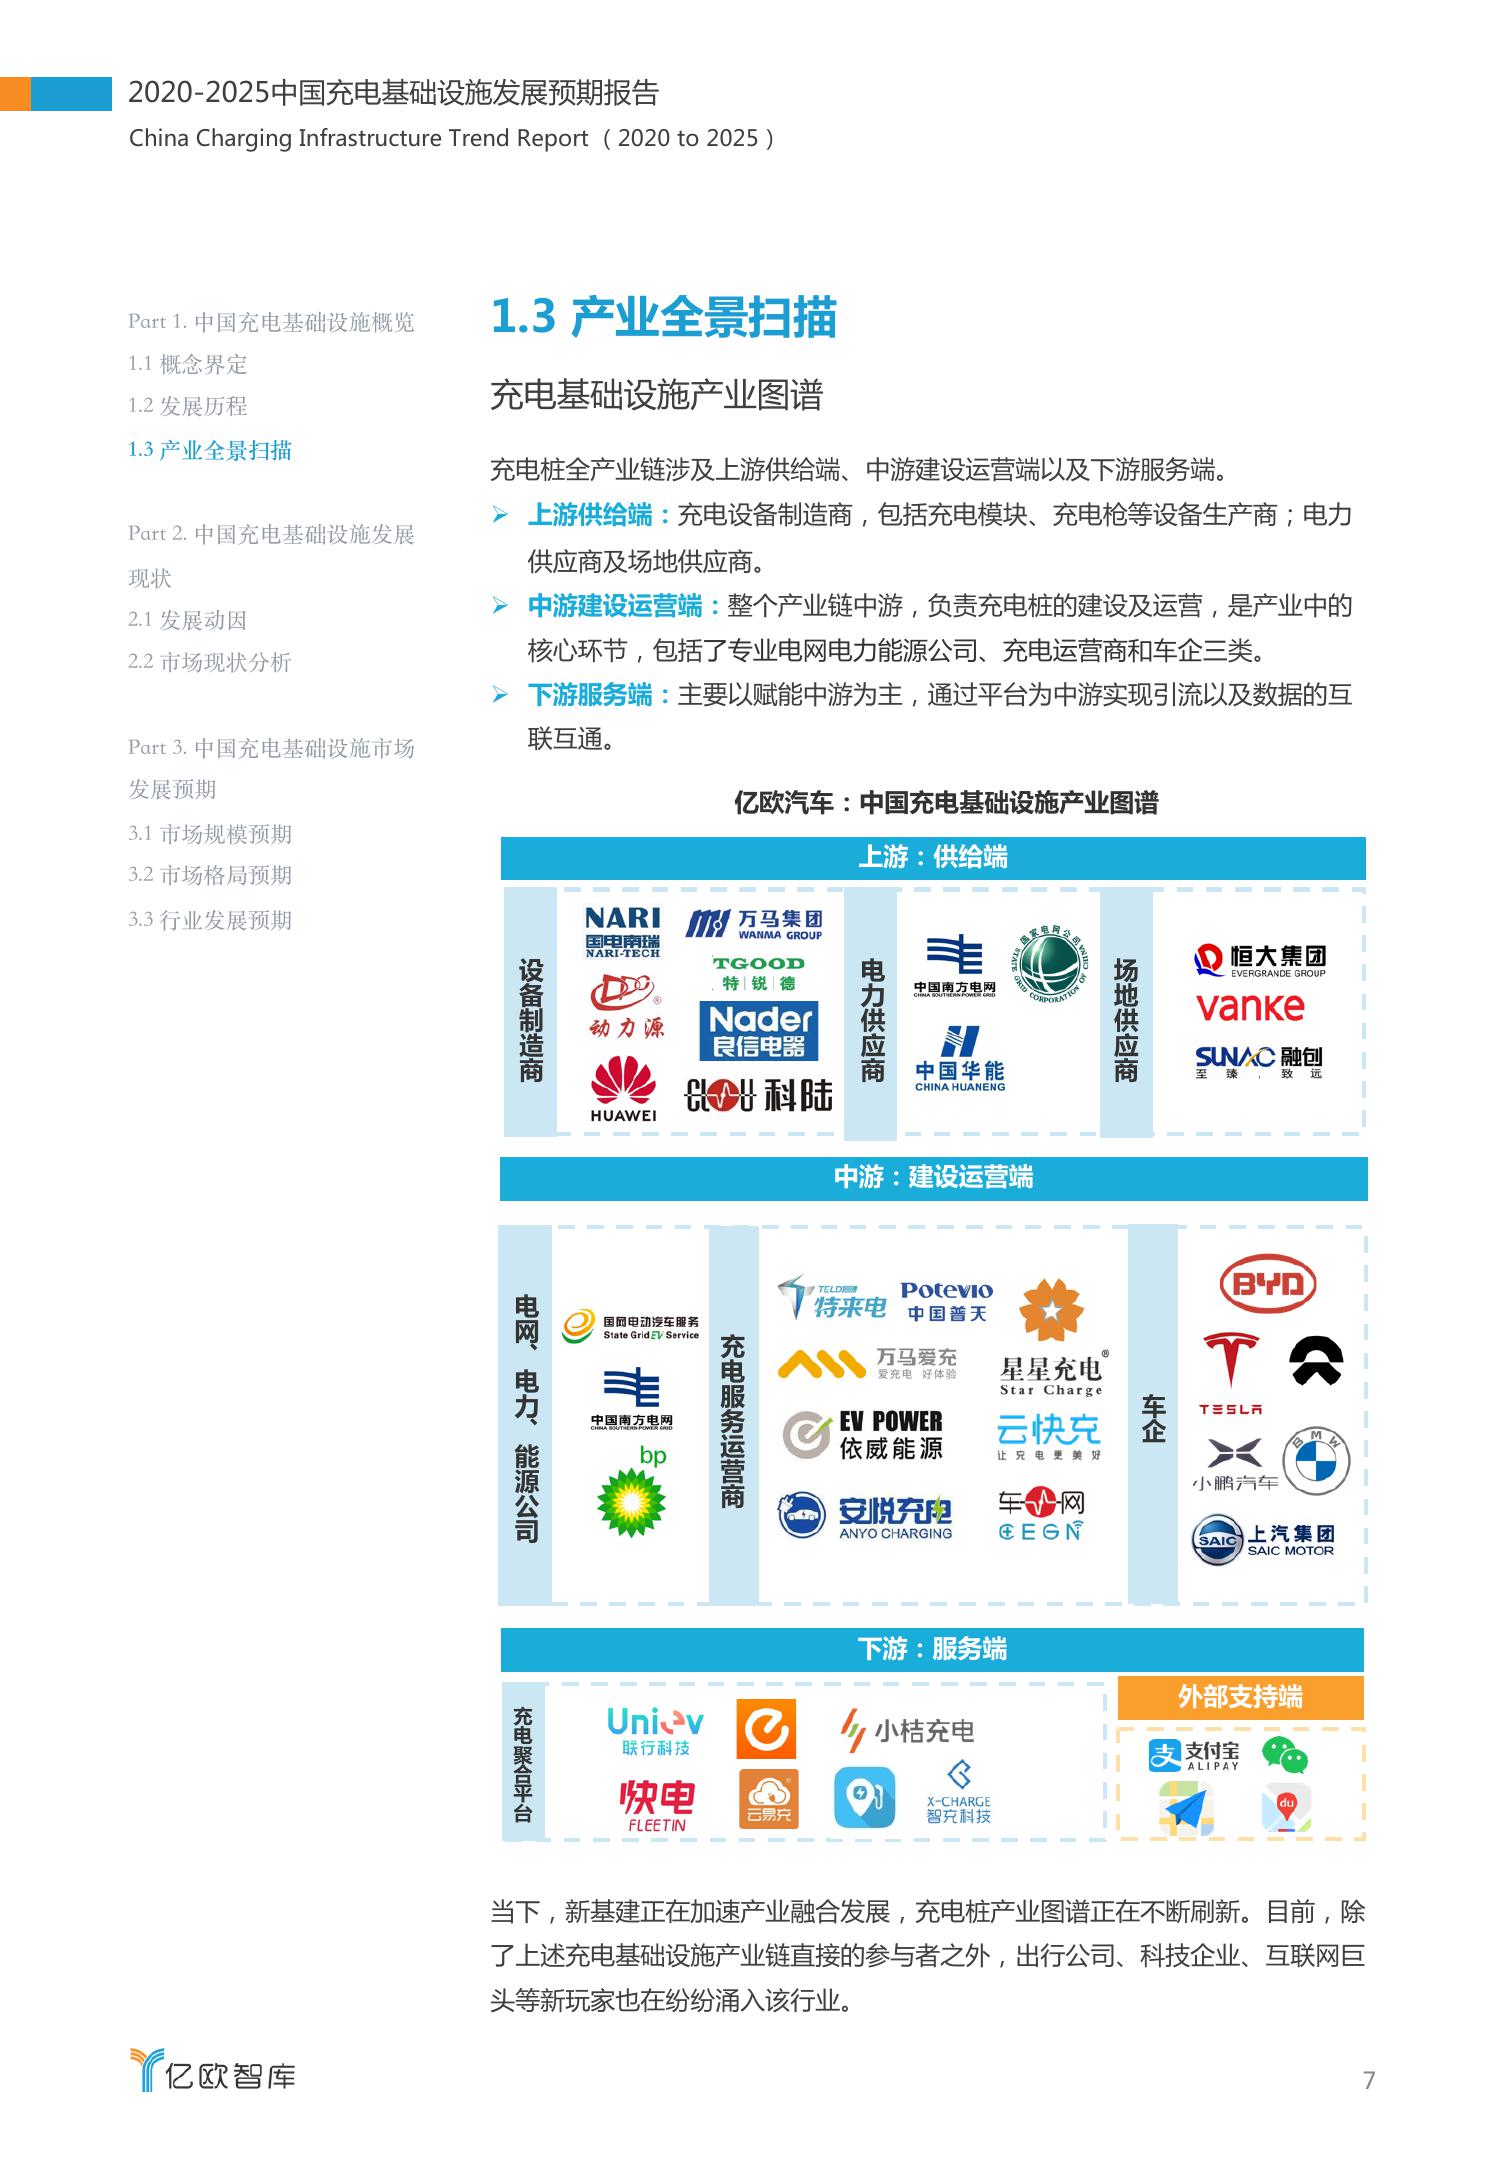 2020-2025中国充电基础设施发展预期报告
China Charging Infrastructure Trend Report （2020 to 2025）
Part 1. 中国充电基础设施概览
1.1 概念界定
1.2 发展历程
1.3 产业全景扫描
Part 2. 中国充电基础设施发展
现状
2.1 发展动因
2.2 市场现状分析
Part 3. 中国充电基础设施市场
发展预期
3.1 市场规模预期
3.2 市场格局预期
3.3 行业发展预期
1.3 产业全景扫描
充电基础设施产业图谱
充电桩全产业链涉及上游供给端、中游建设运营端以及下游服务端。
上游供给端：充电设备制造商，包括充电模块、充电枪等设备生产商；电力
供应商及场地供应商。
中游建设运营端：整个产业链中游，负责充电桩的建设及运营，是产业中的
核心环节，包括了专业电网电力能源公司、充电运营商和车企三类。
下游服务端：主要以赋能中游为主，通过平台为中游实现引流以及数据的互
联互通。
亿欧汽车：中国充电基础设施产业图谱
上游：供给端
设备制造商
NARI
国电南瑞
NARI-TECH
万马集团
WANMA GROUP
TGOOD
特|锐|德
DPC®
动力源
Nader
良信电器
HUAWEI
CLOU 科陆
电力供应商
中国南方电网
CHINA SOUTHERN POWER GRID
国家电网公司
STATE GRID CORPORATION OF CHINA
中国华能
CHINA HUANENG
场地供应商
恒大集团
EVERGRANDE GROUP
vanke
SUNAC 融创
至 臻 . 致 远
中游：建设运营端
电网、电力、能源公司
国网电动汽车服务
State Grid EV Service
中国南方电网
CHINA SOUTHERN POWER GRID
bp
充电服务运营商
TELD
特来电
Potevio
中国普天
万马爱充
爱充电 好体验
星星充电®
Star Charge
EV POWER
依威能源
云快充
让充电更美好
安悦充电
ANYO CHARGING
车网
CEGN
车企
BYD
TESLA
小鹏汽车
BMW
SAIC
上汽集团
SAIC MOTOR
下游：服务端
充电聚合平台
Uniev
联行科技
小桔充电
快电
FLEETIN
云易充
X-CHARGE
智充科技
外部支持端
支
支付宝
ALIPAY
du
当下，新基建正在加速产业融合发展，充电桩产业图谱正在不断刷新。目前，除
了上述充电基础设施产业链直接的参与者之外，出行公司、科技企业、互联网巨
头等新玩家也在纷纷涌入该行业。
亿欧智库
7